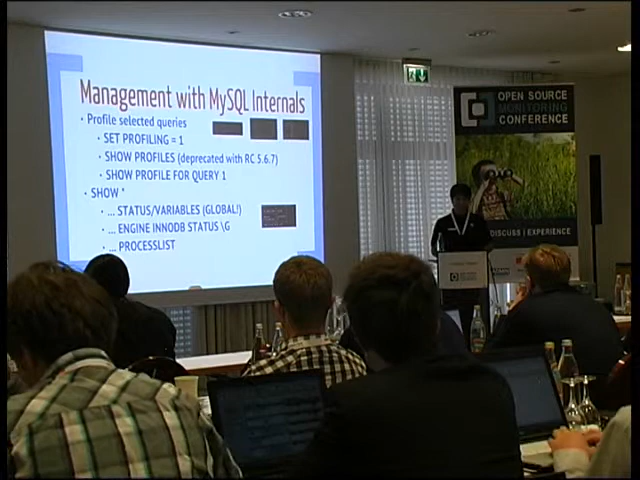 Management with MySQL Internals
• Profile selected queries
• SET PROFILING = 1
• SHOW PROFILES (deprecated with RC 5.6.7)
• SHOW PROFILE FOR QUERY 1
• SHOW *
• ... STATUS/VARIABLES (GLOBAL!)
• ... ENGINE INNODB STATUS \G
• ... PROCESSLIST
OPEN SOURCE
MONITORING
CONFERENCE
DISCUSS | EXPERIENCE